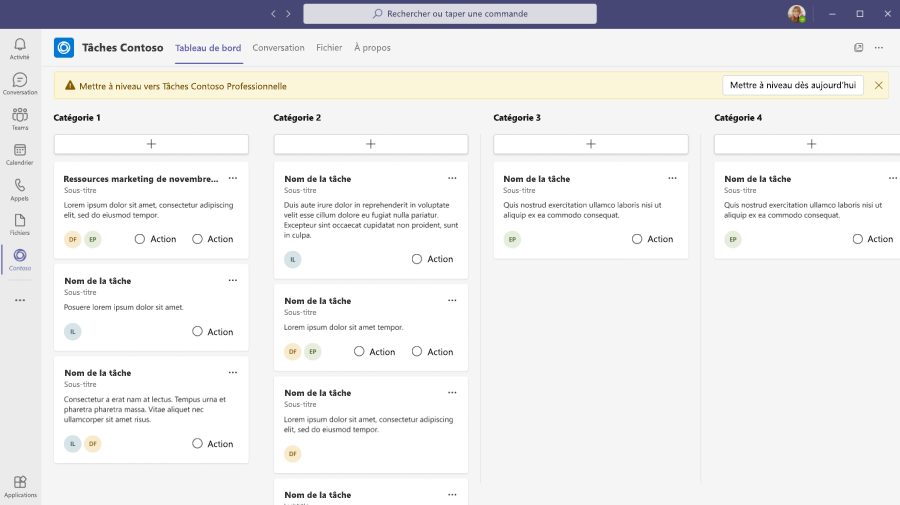 Rechercher ou taper une commande
Activité
Conversation
Teams
Calendrier
Appels
Fichiers
Contoso
Applications
Tâches Contoso
Tableau de bord
Conversation
Fichier
À propos
Mettre à niveau vers Tâches Contoso Professionnelle
Mettre à niveau dès aujourd'hui
Catégorie 1
Ressources marketing de novembre...
Sous-titre
Lorem ipsum dolor sit amet, consectetur adipiscing
elit, sed do eiusmod tempor.
DF
EP
Action
Action
Nom de la tâche
Sous-titre
Posuere lorem ipsum dolor sit amet.
IL
Action
Nom de la tâche
Sous-titre
Consectetur a erat nam at lectus. Tempus urna et
pharetra pharetra massa. Vitae aliquet nec
ullamcorper sit amet risus.
IL
DF
Action
Catégorie 2
Nom de la tâche
Sous-titre
Duis aute irure dolor in reprehenderit in voluptate
velit esse cillum dolore eu fugiat nulla pariatur.
Excepteur sint occaecat cupidatat non proident, sunt
in culpa.
IL
Action
Nom de la tâche
Sous-titre
Lorem ipsum dolor sit amet tempor.
DF
EP
Action
Action
Nom de la tâche
Sous-titre
Lorem ipsum dolor sit amet, consectetur adipiscing
elit, sed do eiusmod tempor.
DF
Nom de la tâche
Catégorie 3
Nom de la tâche
Sous-titre
Quis nostrud exercitation ullamco laboris nisi ut
aliquip ex ea commodo consequat.
EP
Action
Catégorie 4
Nom de la tâche
Sous-titre
Quis nostrud exercitation ullamco laboris nisi ut
aliquip ex ea commodo consequat.
EP
Action